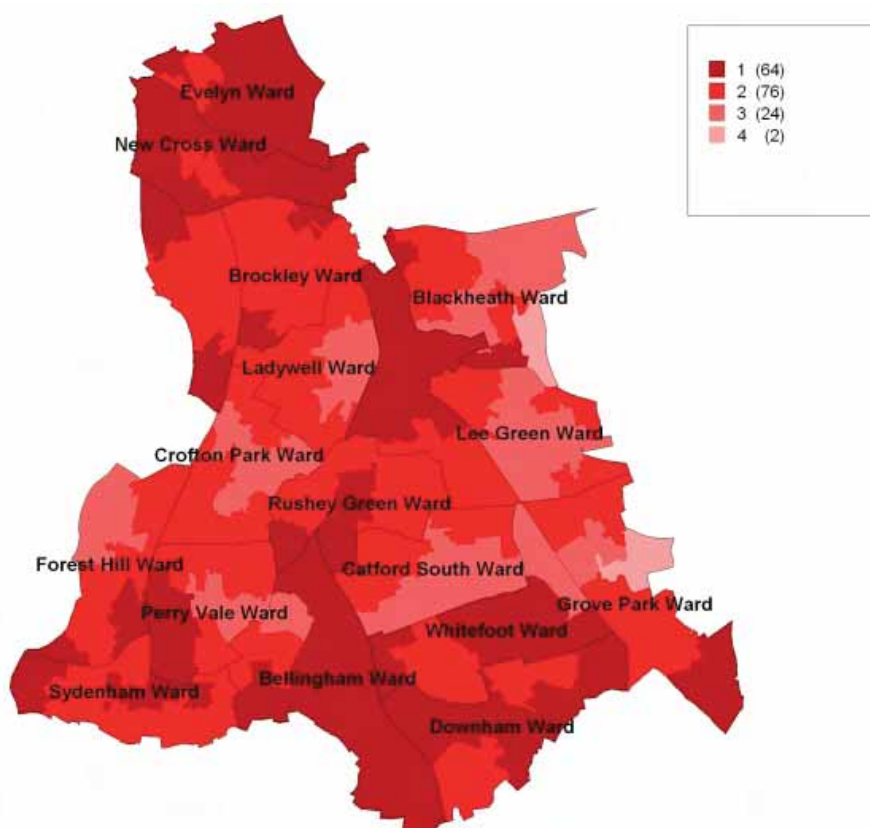 1 (64)
2 (76)
3 (24)
4 (2)
Evelyn Ward
New Cross Ward
Brockley Ward
Blackheath Ward
Ladywell Ward
Lee Green Ward
Crofton Park Ward
Rushey Green Ward
Forest Hill Ward
Catford South Ward
Perry Vale Ward
Grove Park Ward
Whitefoot Ward
Bellingham Ward
Sydenham Ward
Downham Ward